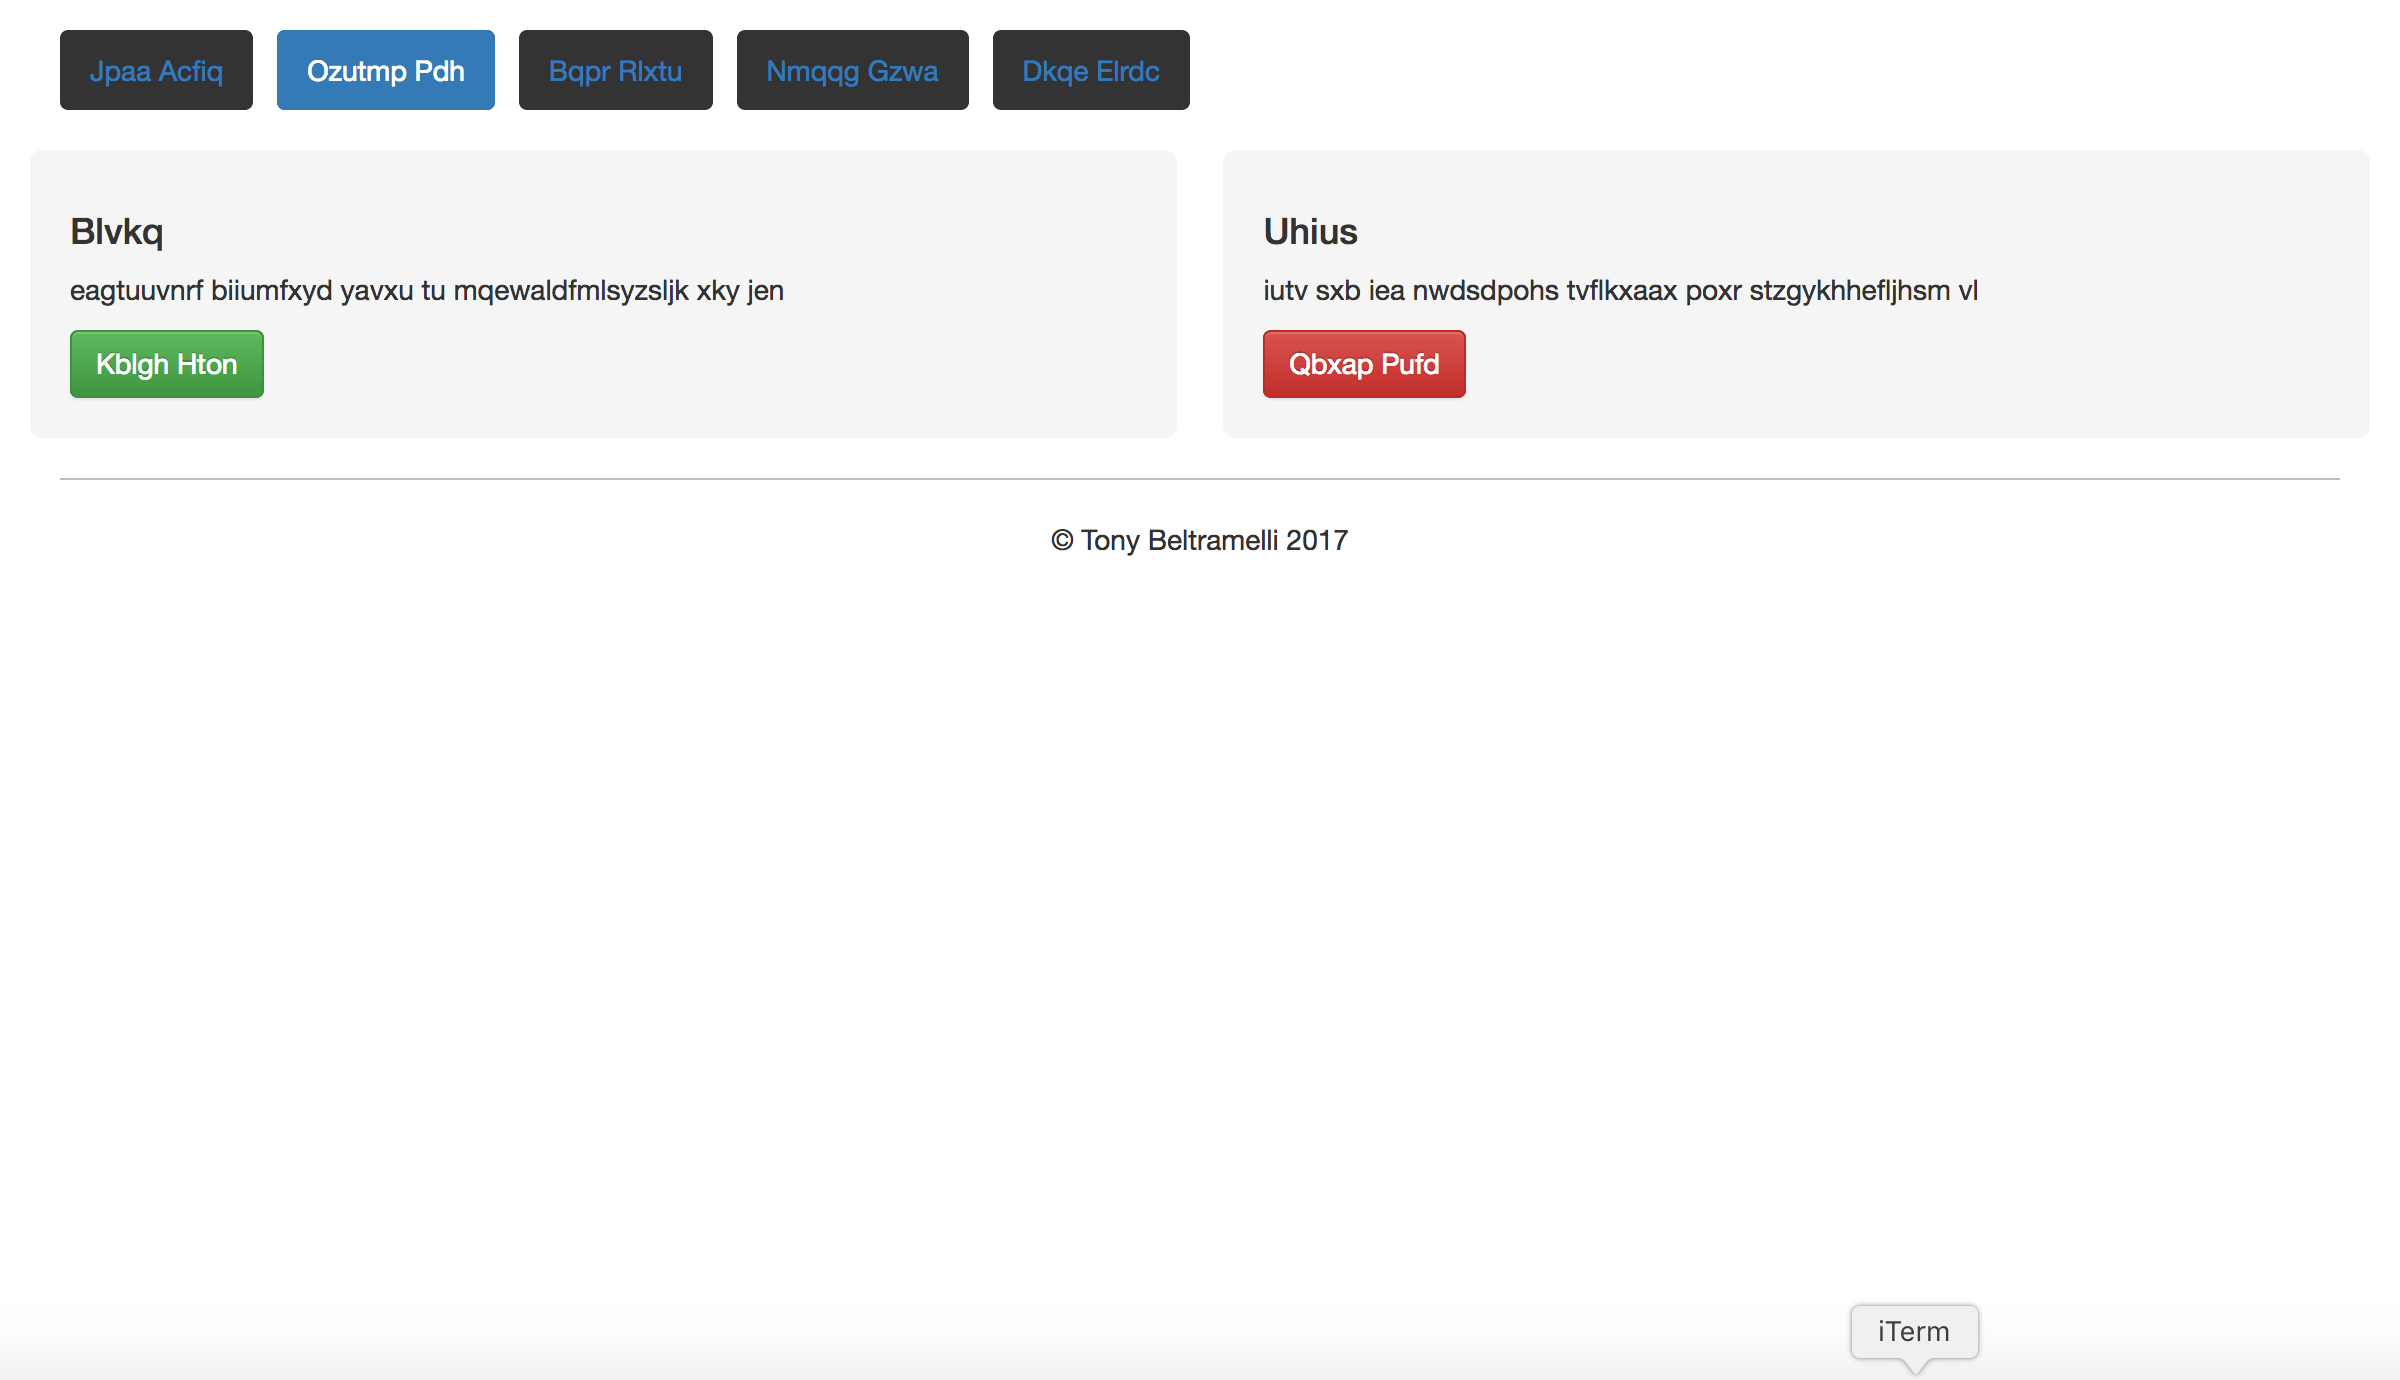 Jpaa Acfiq Ozutmp Pdh Bqpr Rlxtu Nmqqg Gzwa Dkqe Elrdc
Blvkq
eagtuuvnrf biiumfxyd yavxu tu mqewaldfmlsyzsljk xky jen
Kblgh Hton
Uhius
iutv sxb iea nwdsdpohs tvflkxaax poxr stzgykhhefljhsm vl
Qbxap Pufd
© Tony Beltramelli 2017
iTerm